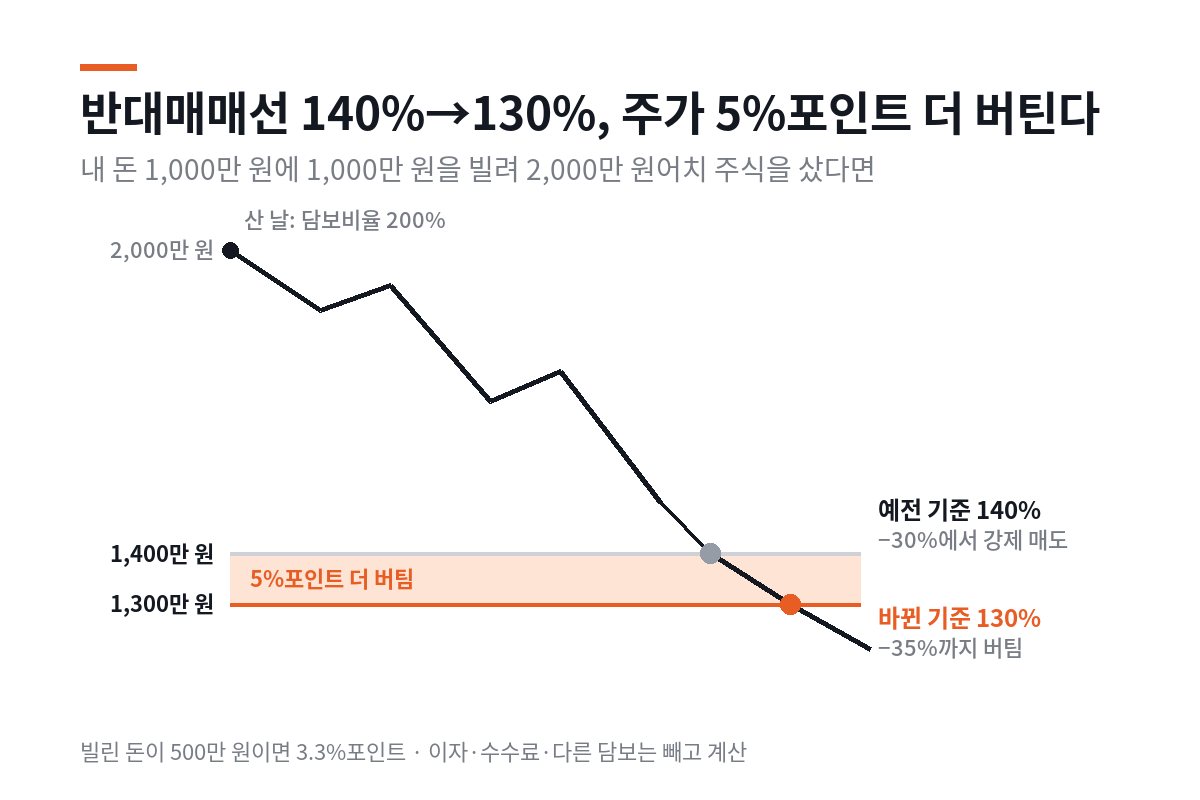 반대매매선 140%→130%, 주가 5%포인트 더 버틴다
내 돈 1,000만 원에 1,000만 원을 빌려 2,000만 원어치 주식을 샀다면
산 날: 담보비율 200%
2,000만 원
예전 기준 140%
−30%에서 강제 매도
1,400만 원
5%포인트 더 버팀
1,300만 원
바뀐 기준 130%
−35%까지 버팀
빌린 돈이 500만 원이면 3.3%포인트 · 이자·수수료·다른 담보는 빼고 계산